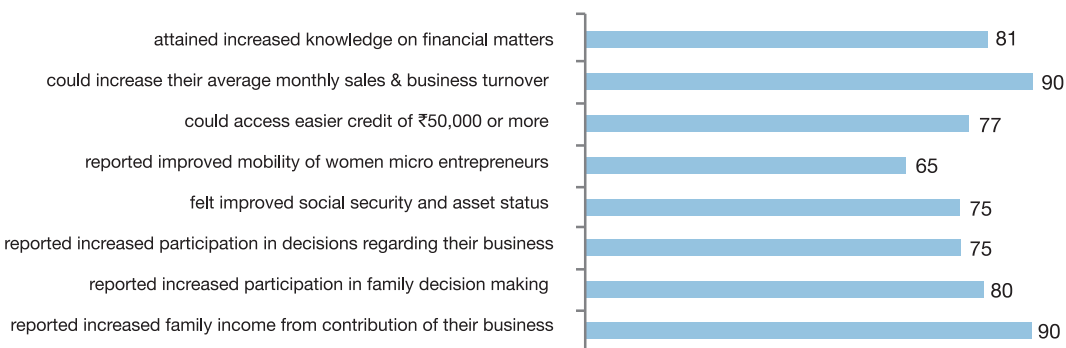 attained increased knowledge on financial matters 81
could increase their average monthly sales & business turnover 90
could access easier credit of ₹50,000 or more 77
reported improved mobility of women micro entrepreneurs 65
felt improved social security and asset status 75
reported increased participation in decisions regarding their business 75
reported increased participation in family decision making 80
reported increased family income from contribution of their business 90